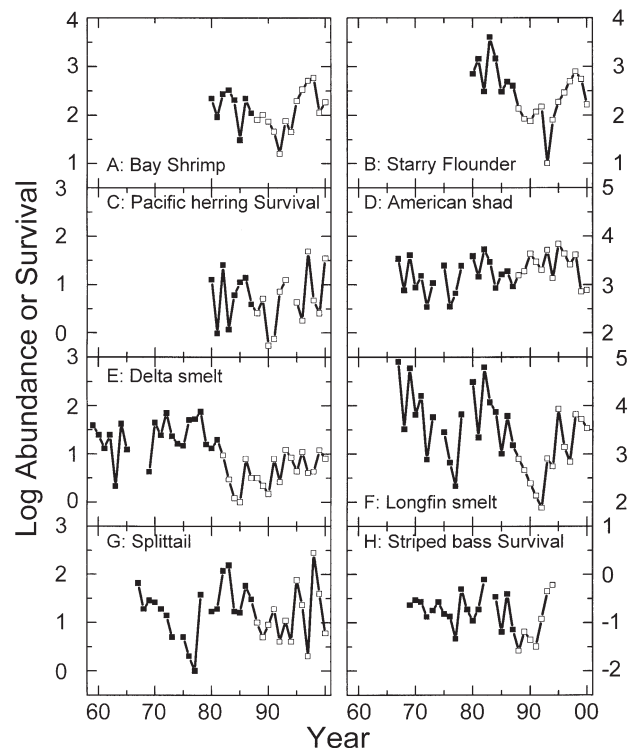 4
3
2
1
A: Bay Shrimp
4
3
2
1
B: Starry Flounder
3
2
1
0
C: Pacific herring Survival
5
4
3
2
D: American shad
3
2
1
0
E: Delta smelt
5
4
3
2
F: Longfin smelt
3
2
1
0
G: Splittail
1
0
-1
-2
H: Striped bass Survival
60 70 80 90
60 70 80 90 00
Year
Log Abundance or Survival